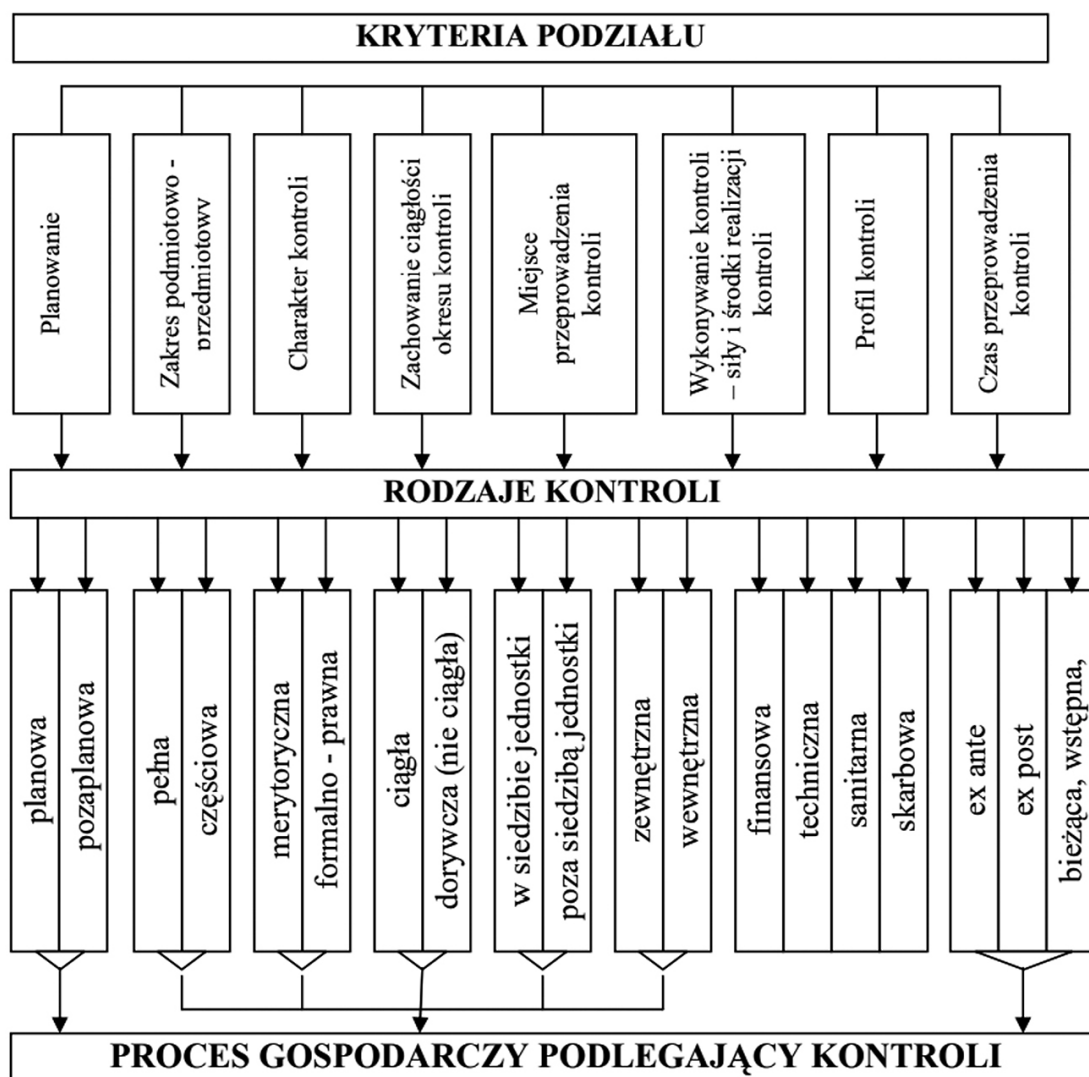 KRYTERIA PODZIAŁU
Planowanie
Zakres podmiotowo -
przedmiotowy
Charakter kontroli
Zachowanie ciągłości
okresu kontroli
Miejsce
przeprowadzenia
kontroli
Wykonywanie kontroli
– siły i środki realizacji
kontroli
Profil kontroli
Czas przeprowadzenia
kontroli
RODZAJE KONTROLI
planowa
pozaplanowa
pełna
częściowa
merytoryczna
formalno - prawna
ciągła
dorywcza (nie ciągła)
w siedzibie jednostki
poza siedzibą jednostki
zewnętrzna
wewnętrzna
finansowa
techniczna
sanitarna
skarbowa
ex ante
ex post
bieżąca, wstępna,
PROCES GOSPODARCZY PODLEGAJĄCY KONTROLI